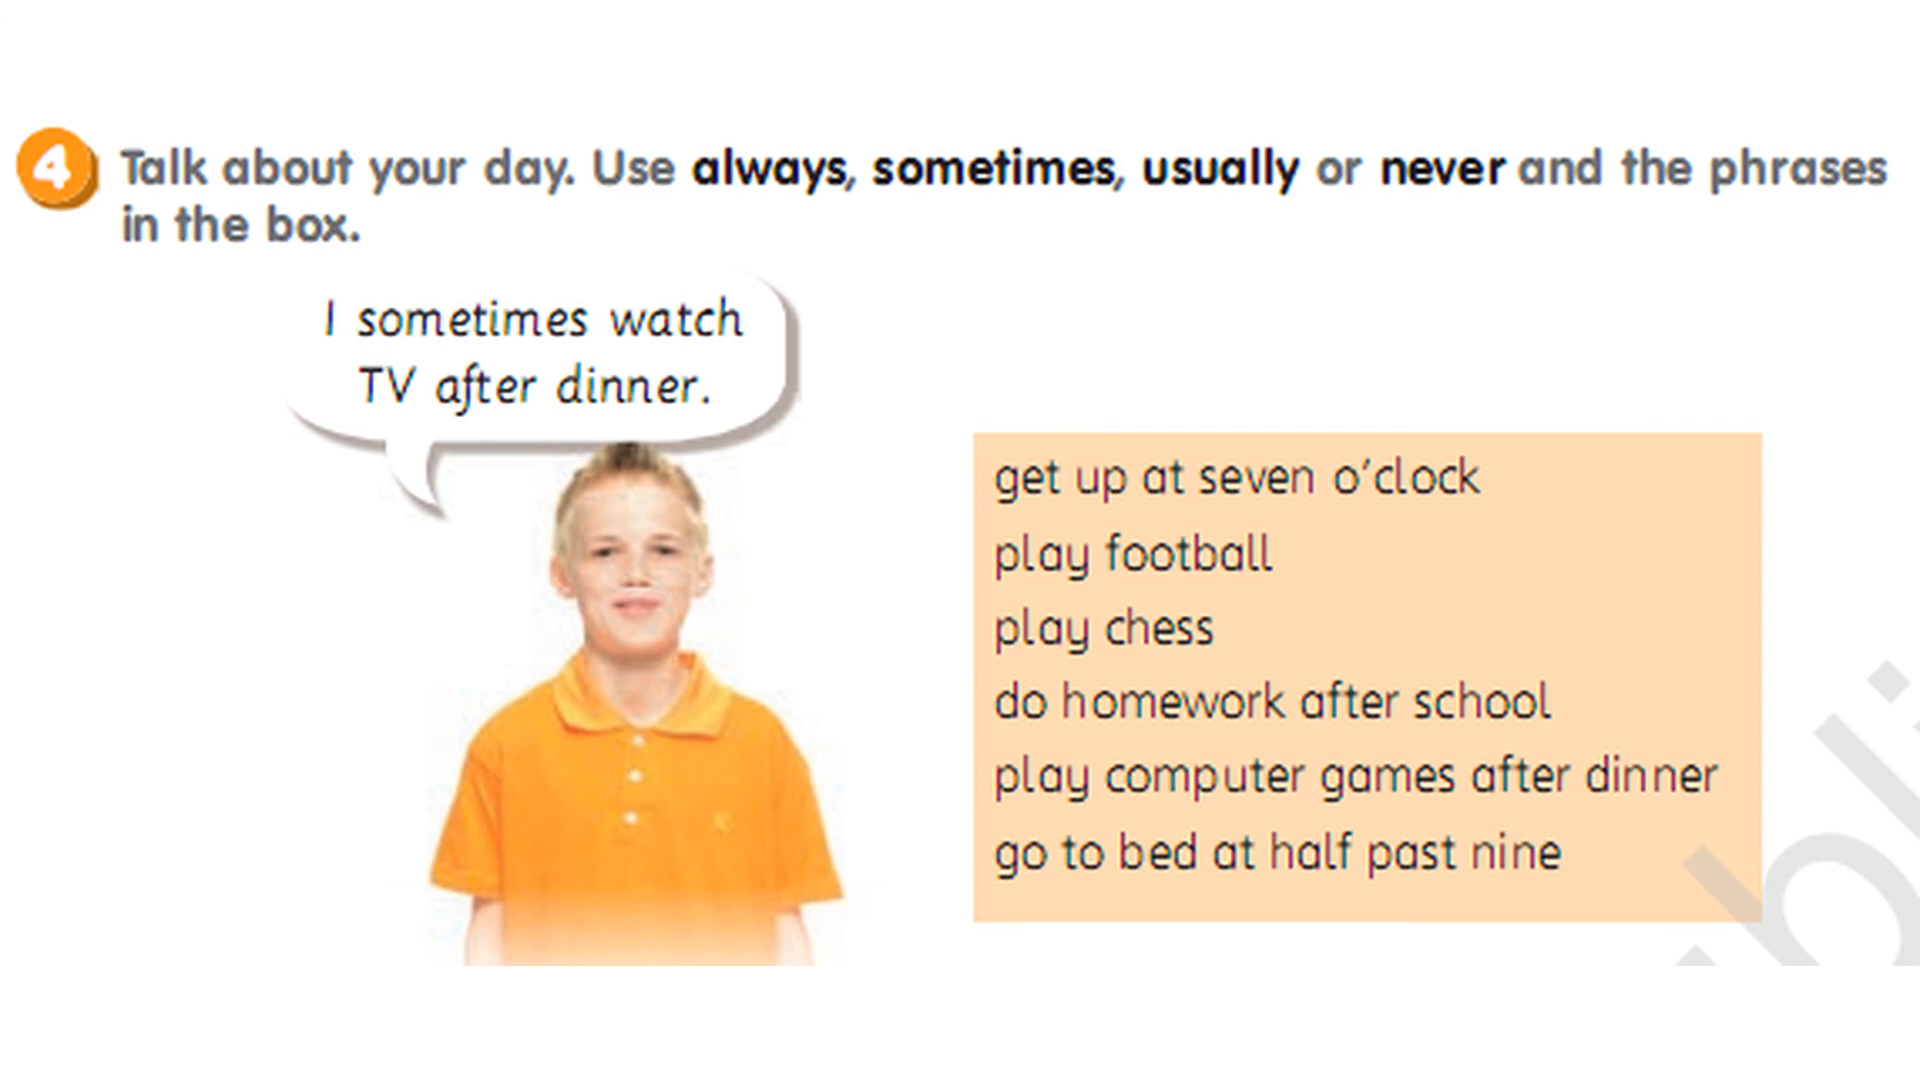 4 Talk about your day. Use always, sometimes, usually or never and the phrases
in the box.
I sometimes watch
TV after dinner.
get up at seven o'clock
play football
play chess
do homework after school
play computer games after dinner
go to bed at half past nine